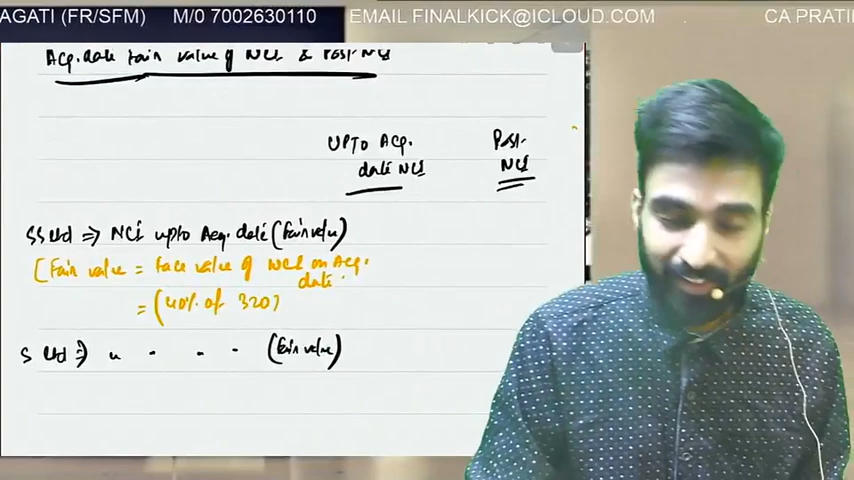 AGATI (FR/SFM) M/0 7002630110 EMAIL FINALKICK@ICLOUD.COM CA PRATI
Acq. date Fair value of NCI & Post-NCI
UPTO Acq. Post-
date NCI NCI
SS Ltd ⇒ NCI upto Acq. date (Fair value)
[Fair value = Face value of NCI on Acq.
date.
= (40% of 320)
S Ltd ⇒ " - - - (Fair value)